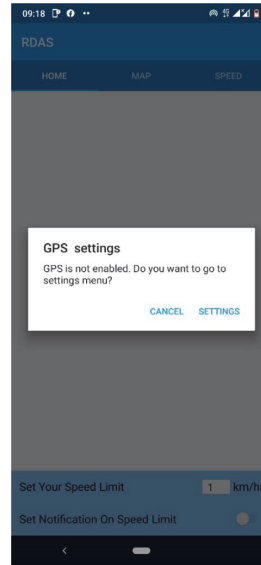 09:18
RDAS
HOME MAP SPEED
GPS settings
GPS is not enabled. Do you want to go to
settings menu?
CANCEL SETTINGS
Set Your Speed Limit 1 km/h
Set Notification On Speed Limit